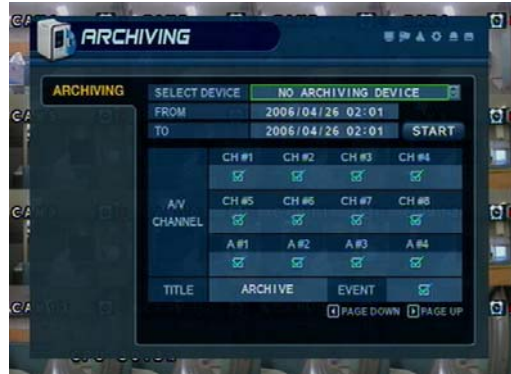 ARCHIVING
ARCHIVING
SELECT DEVICE NO ARCHIVING DEVICE
FROM 2006/04/26 02:01
TO 2006/04/26 02:01 START
A/V CHANNEL
CH #1 CH #2 CH #3 CH #4
CH #5 CH #6 CH #7 CH #8
A #1 A #2 A #3 A #4
TITLE ARCHIVE EVENT
PAGE DOWN PAGE UP